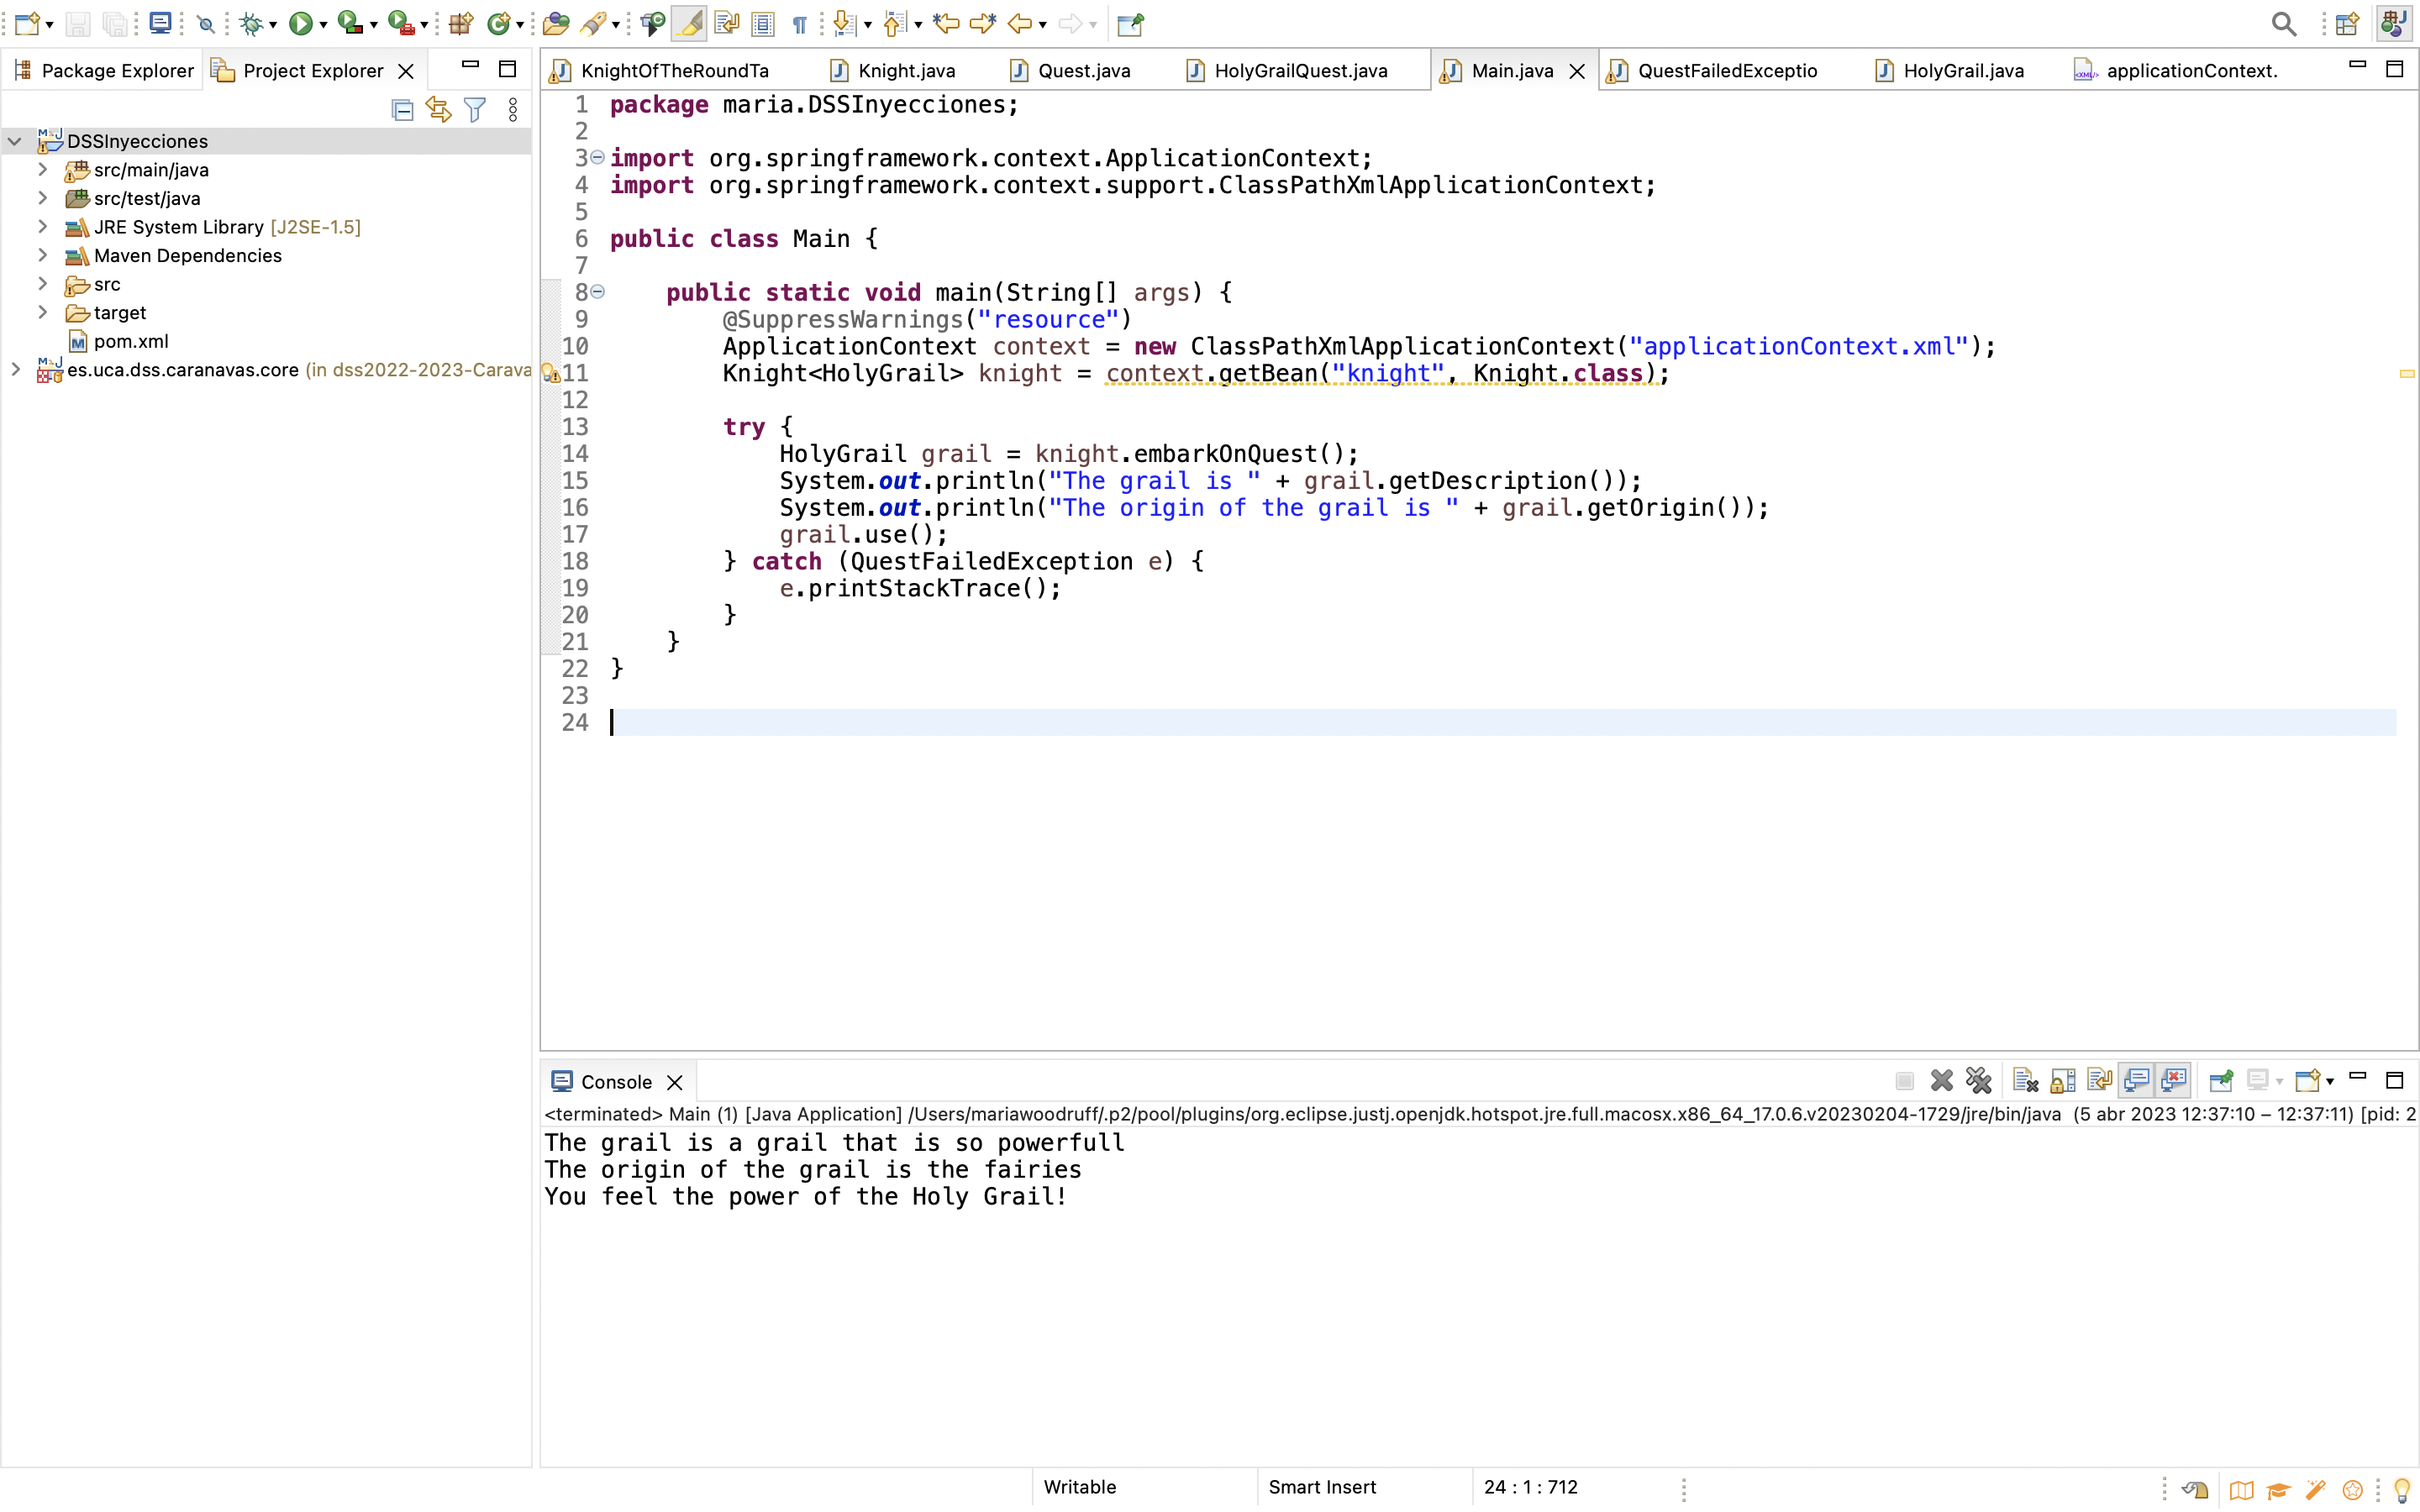 Package Explorer
Project Explorer
DSSInyecciones
src/main/java
src/test/java
JRE System Library [J2SE-1.5]
Maven Dependencies
src
target
pom.xml
es.uca.dss.caranavas.core (in dss2022-2023-Carava
KnightOfTheRoundTa
Knight.java
Quest.java
HolyGrailQuest.java
Main.java
QuestFailedExceptio
HolyGrail.java
applicationContext.
1 package maria.DSSInyecciones;
2
3 import org.springframework.context.ApplicationContext;
4 import org.springframework.context.support.ClassPathXmlApplicationContext;
5
6 public class Main {
7
8     public static void main(String[] args) {
9         @SuppressWarnings("resource")
10         ApplicationContext context = new ClassPathXmlApplicationContext("applicationContext.xml");
11         Knight<HolyGrail> knight = context.getBean("knight", Knight.class);
12
13         try {
14             HolyGrail grail = knight.embarkOnQuest();
15             System.out.println("The grail is " + grail.getDescription());
16             System.out.println("The origin of the grail is " + grail.getOrigin());
17             grail.use();
18         } catch (QuestFailedException e) {
19             e.printStackTrace();
20         }
21     }
22 }
23
24
Console
<terminated> Main (1) [Java Application] /Users/mariawoodruff/.p2/pool/plugins/org.eclipse.justj.openjdk.hotspot.jre.full.macosx.x86_64_17.0.6.v20230204-1729/jre/bin/java (5 abr 2023 12:37:10 – 12:37:11) [pid: 2
The grail is a grail that is so powerfull
The origin of the grail is the fairies
You feel the power of the Holy Grail!
Writable
Smart Insert
24 : 1 : 712